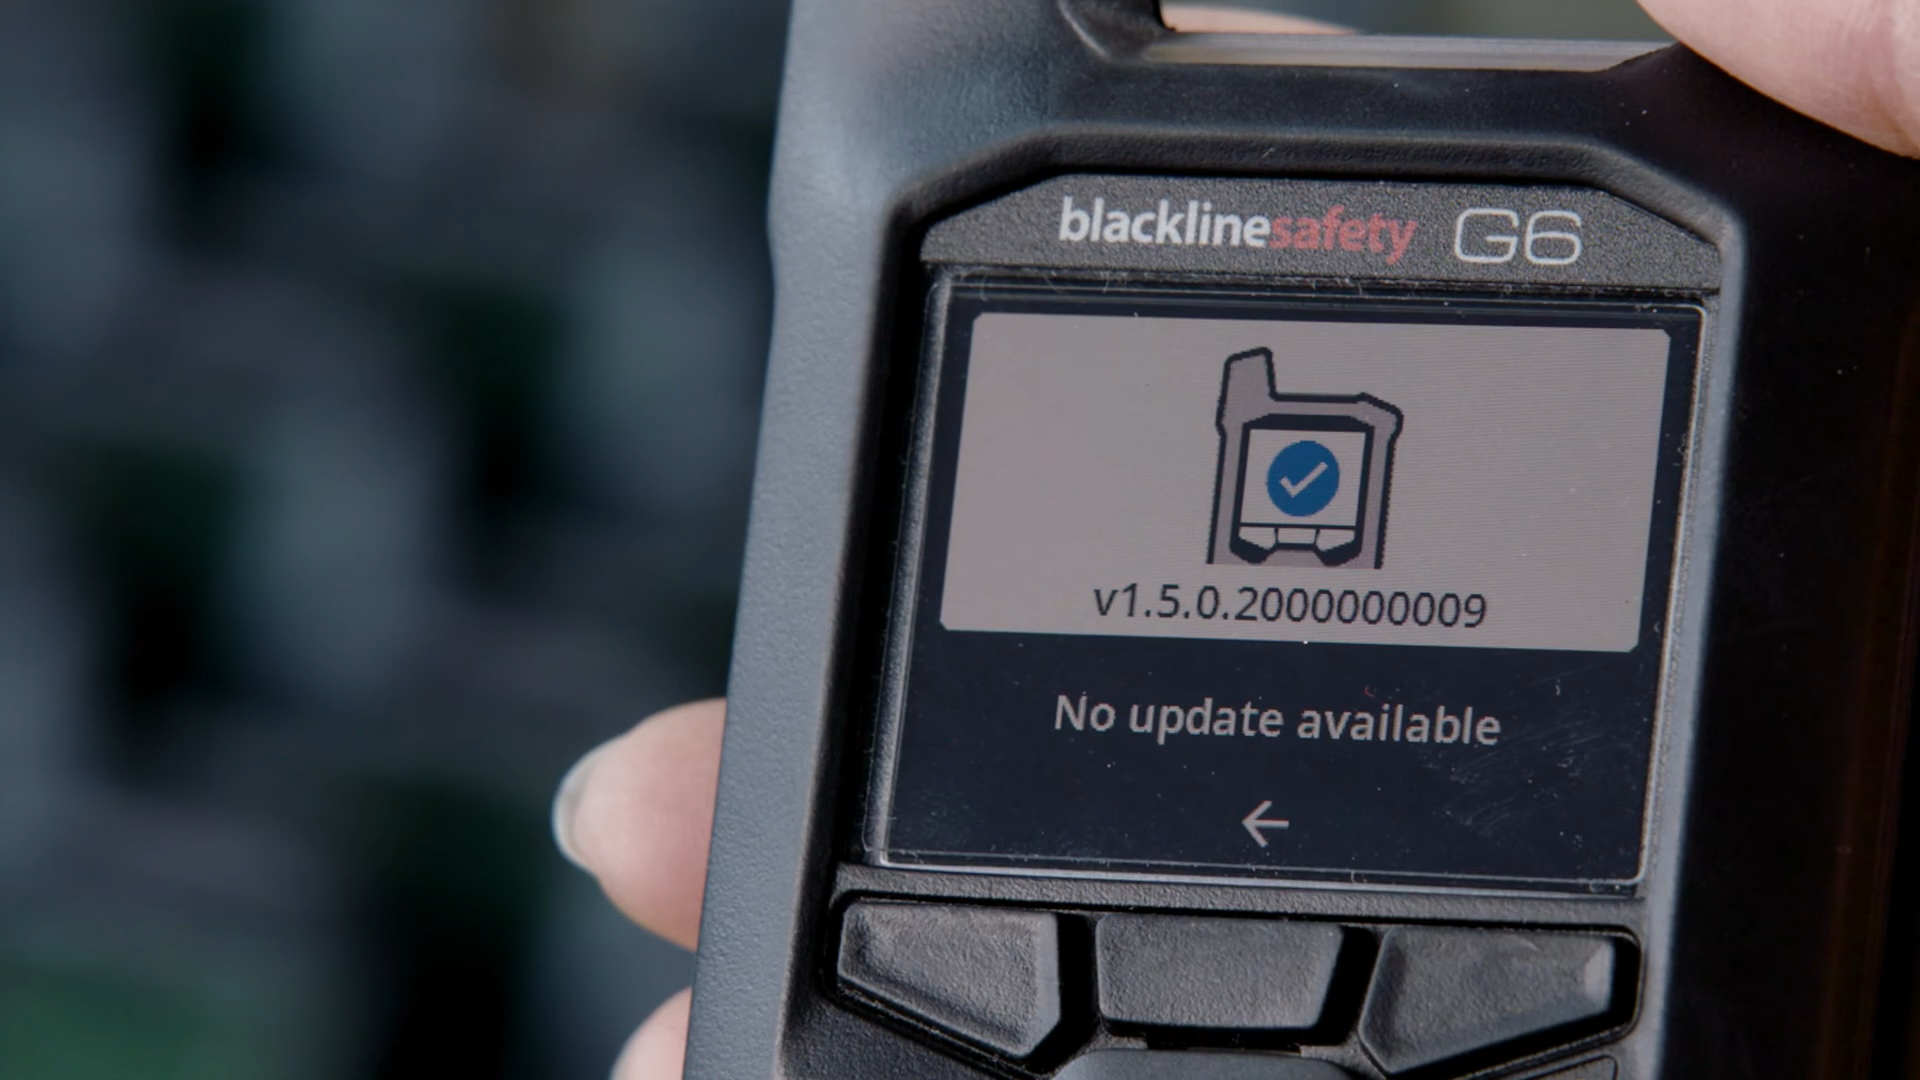 blacklinesafety G6
v1.5.0.2000000009
No update available